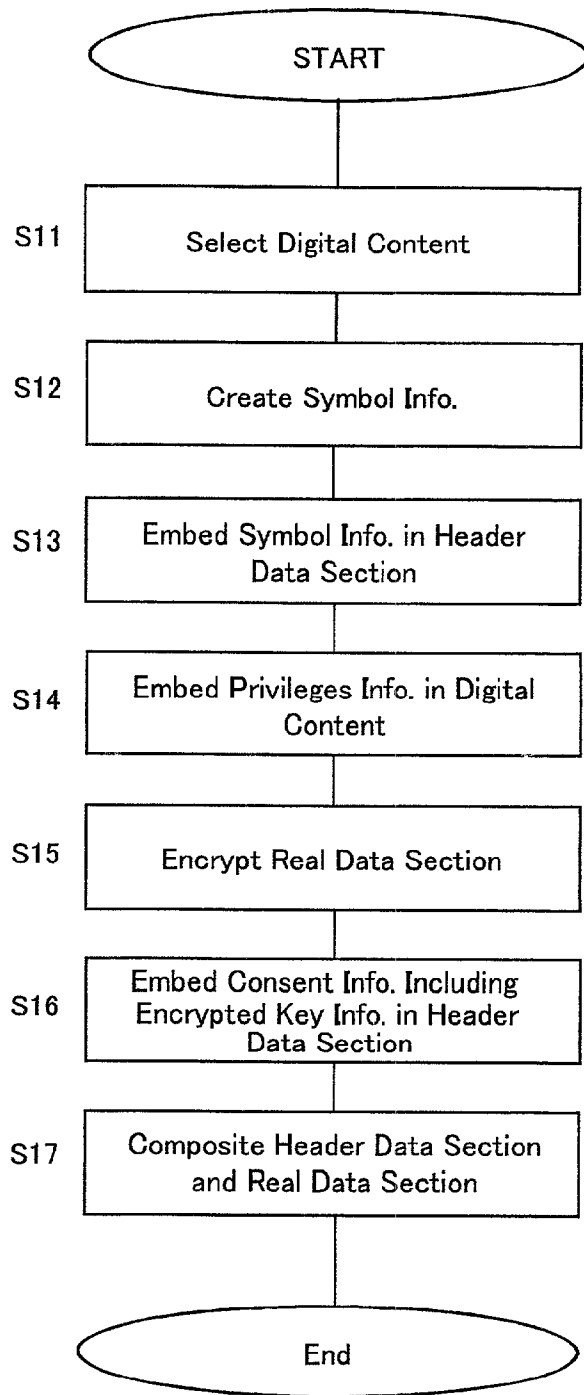 START
S11
Select Digital Content
S12
Create Symbol Info.
S13
Embed Symbol Info. in Header
Data Section
S14
Embed Privileges Info. in Digital
Content
S15
Encrypt Real Data Section
S16
Embed Consent Info. Including
Encrypted Key Info. in Header
Data Section
S17
Composite Header Data Section
and Real Data Section
End